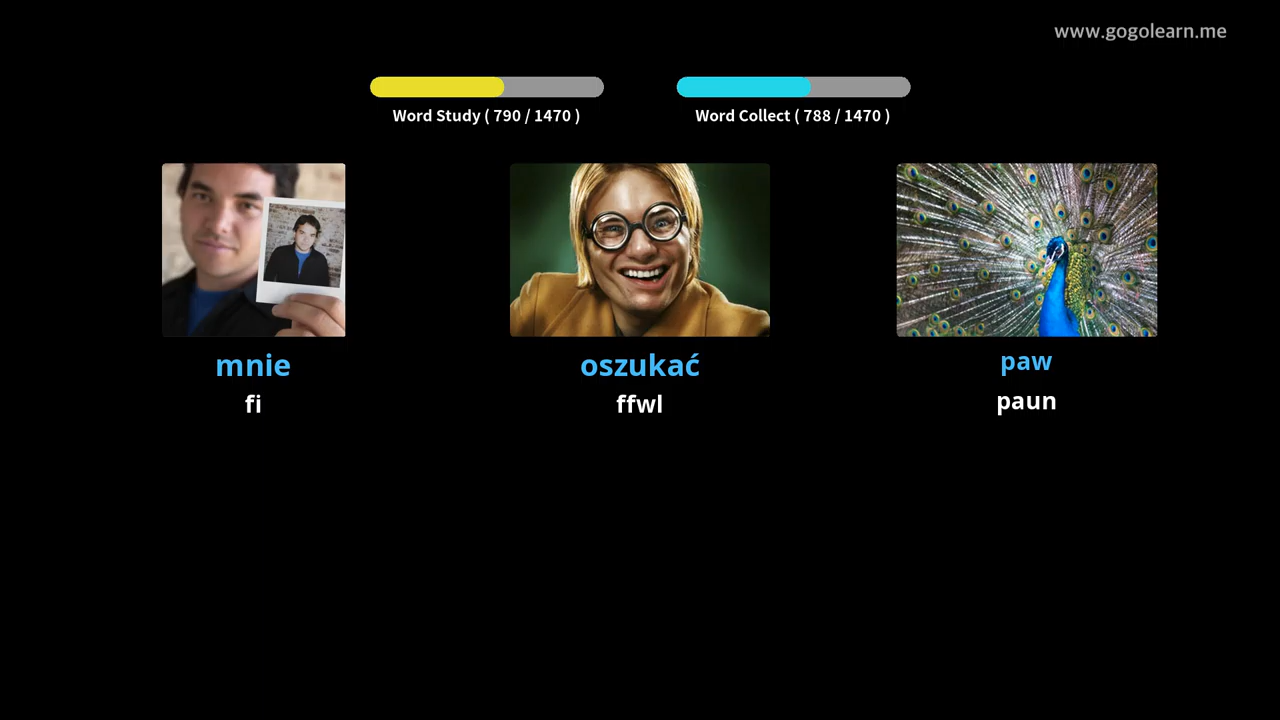 www.gogolearn.me
Word Study ( 790 / 1470 )
Word Collect ( 788 / 1470 )
mnie
fi
oszukać
ffwl
paw
paun